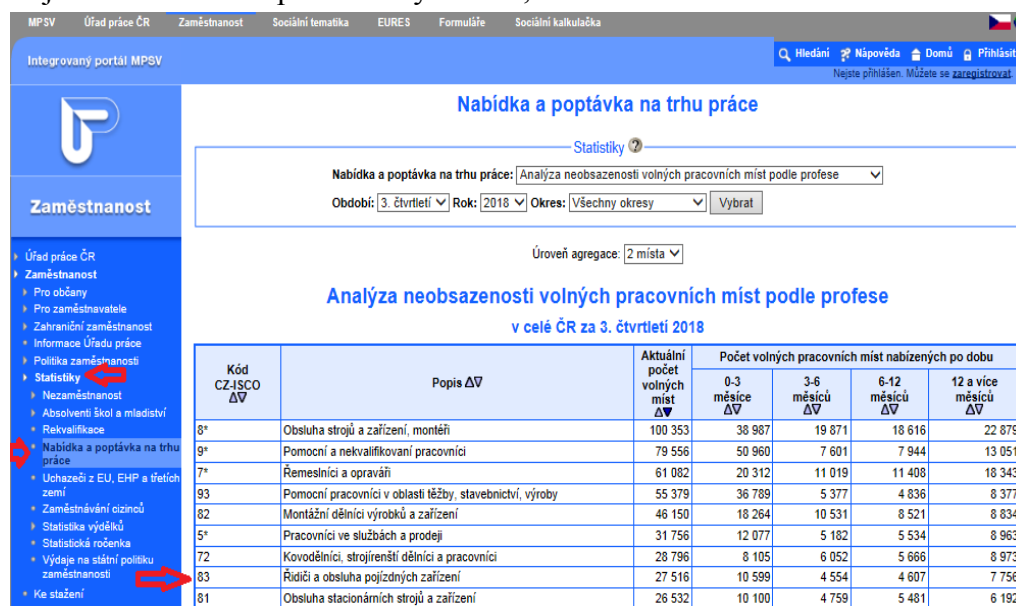 MPSV Úřad práce ČR Zaměstnanost Sociální tematika EURES Formuláře Sociální kalkulačka
Integrovaný portál MPSV
Hledání Nápověda Domů Přihlásit
Nejste přihlášen. Můžete se zaregistrovat.
Zaměstnanost
Úřad práce ČR
Zaměstnanost
Pro občany
Pro zaměstnavatele
Zahraniční zaměstnanost
Informace Úřadu práce
Politika zaměstnanosti
Statistiky
Nezaměstnanost
Absolventi škol a mladiství
Rekvalifikace
Nabídka a poptávka na trhu
práce
Uchazeči z EU, EHP a třetích
zemí
Zaměstnávání cizinců
Statistika výdělků
Statistická ročenka
Výdaje na státní politiku
zaměstnanosti
Ke stažení
Nabídka a poptávka na trhu práce
Statistiky
Nabídka a poptávka na trhu práce: Analýza neobsazenosti volných pracovních míst podle profese
Období: 3. čtvrtletí Rok: 2018 Okres: Všechny okresy Vybrat
Úroveň agregace: 2 místa
Analýza neobsazenosti volných pracovních míst podle profese
v celé ČR za 3. čtvrtletí 2018
Kód
CZ-ISCO
Popis
Aktuální
počet
volných
míst
Počet volných pracovních míst nabízených po dobu
0-3
měsíce
3-6
měsíců
6-12
měsíců
12 a více
měsíců
8* Obsluha strojů a zařízení, montéři 100 353 38 987 19 871 18 616 22 879
9* Pomocní a nekvalifikovaní pracovníci 79 556 50 960 7 601 7 944 13 051
7* Řemeslníci a opraváři 61 082 20 312 11 019 11 408 18 343
93 Pomocní pracovníci v oblasti těžby, stavebnictví, výroby 55 379 36 789 5 377 4 836 8 377
82 Montážní dělníci výrobků a zařízení 46 150 18 264 10 531 8 521 8 834
5* Pracovníci ve službách a prodeji 31 756 12 077 5 182 5 534 8 963
72 Kovodělníci, strojírenští dělníci a pracovníci 28 796 8 105 6 052 5 666 8 973
83 Řidiči a obsluha pojízdných zařízení 27 516 10 599 4 554 4 607 7 756
81 Obsluha stacionárních strojů a zařízení 26 532 10 100 4 759 5 481 6 192